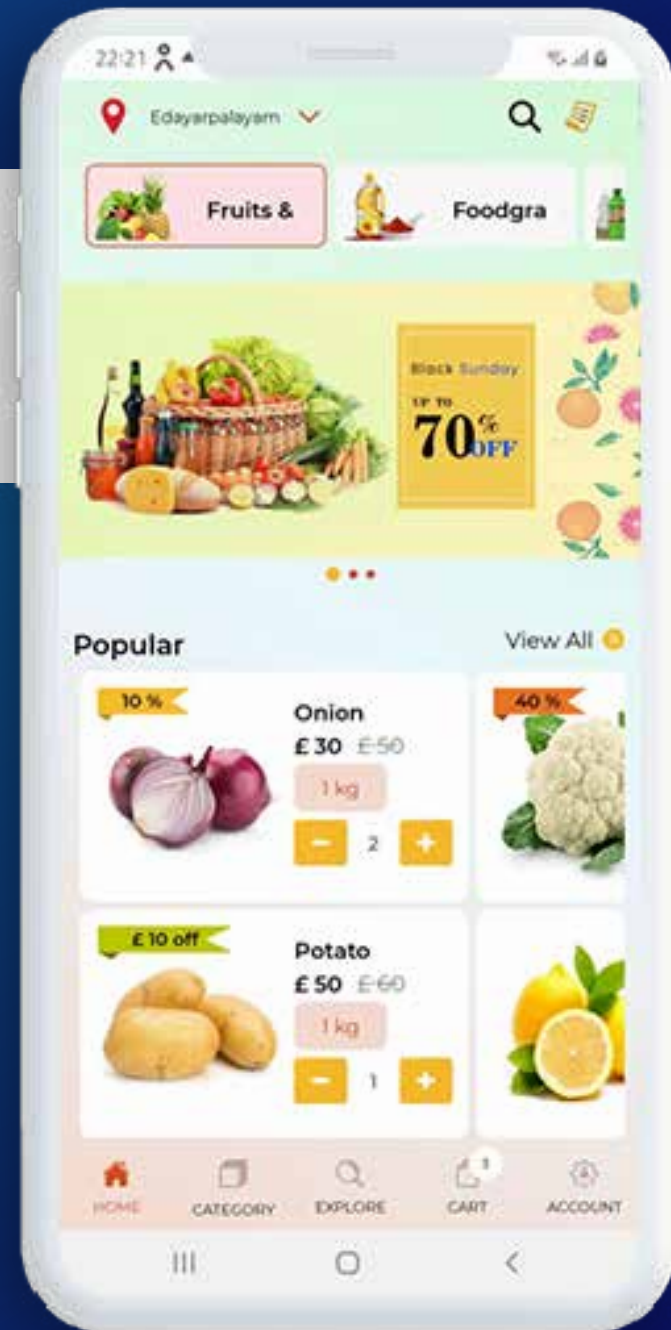 22:21
Edayarpalayam
Fruits &
Foodgra
Black Sunday
UP TO
70%
OFF
Popular
View All
10 %
Onion
£ 30 £ 50
1 kg
- 2 +
40 %
£ 10 off
Potato
£ 50 £ 60
1 kg
- 1 +
HOME
CATEGORY
EXPLORE
CART
ACCOUNT